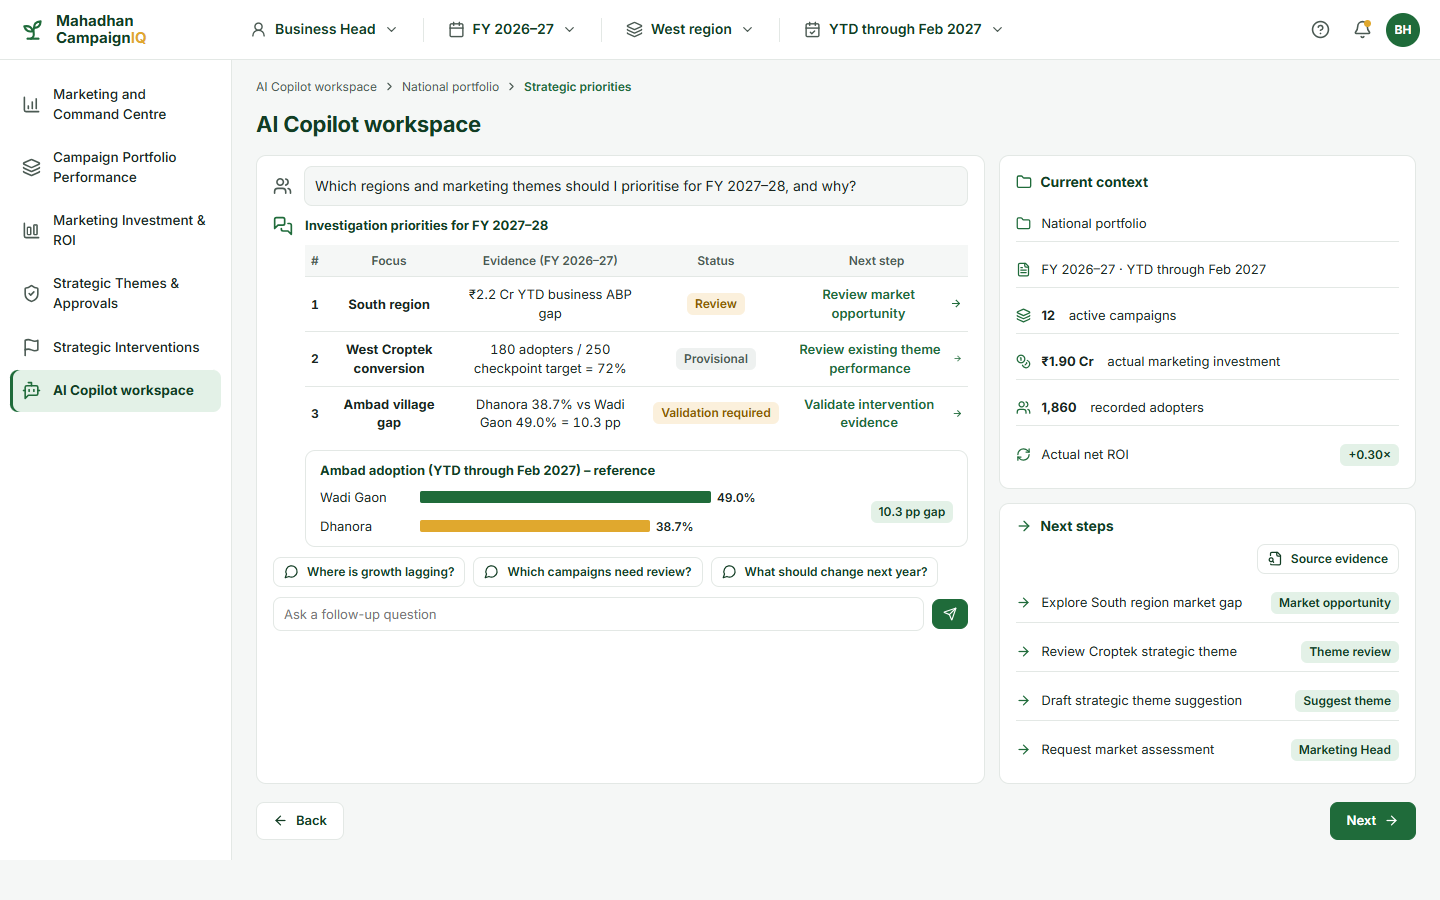 Mahadhan
CampaignIQ
Business Head
FY 2026–27
West region
YTD through Feb 2027
BH
Marketing and
Command Centre
Campaign Portfolio
Performance
Marketing Investment &
ROI
Strategic Themes &
Approvals
Strategic Interventions
AI Copilot workspace
AI Copilot workspace > National portfolio > Strategic priorities
AI Copilot workspace
Which regions and marketing themes should I prioritise for FY 2027–28, and why?
Investigation priorities for FY 2027–28
# Focus Evidence (FY 2026–27) Status Next step
1 South region ₹2.2 Cr YTD business ABP gap Review Review market opportunity
2 West Croptek conversion 180 adopters / 250 checkpoint target = 72% Provisional Review existing theme performance
3 Ambad village gap Dhanora 38.7% vs Wadi Gaon 49.0% = 10.3 pp Validation required Validate intervention evidence
Ambad adoption (YTD through Feb 2027) – reference
Wadi Gaon 49.0%
Dhanora 38.7%
10.3 pp gap
Where is growth lagging?
Which campaigns need review?
What should change next year?
Ask a follow-up question
Current context
National portfolio
FY 2026–27 · YTD through Feb 2027
12 active campaigns
₹1.90 Cr actual marketing investment
1,860 recorded adopters
Actual net ROI +0.30×
Next steps
Source evidence
Explore South region market gap Market opportunity
Review Croptek strategic theme Theme review
Draft strategic theme suggestion Suggest theme
Request market assessment Marketing Head
Back
Next